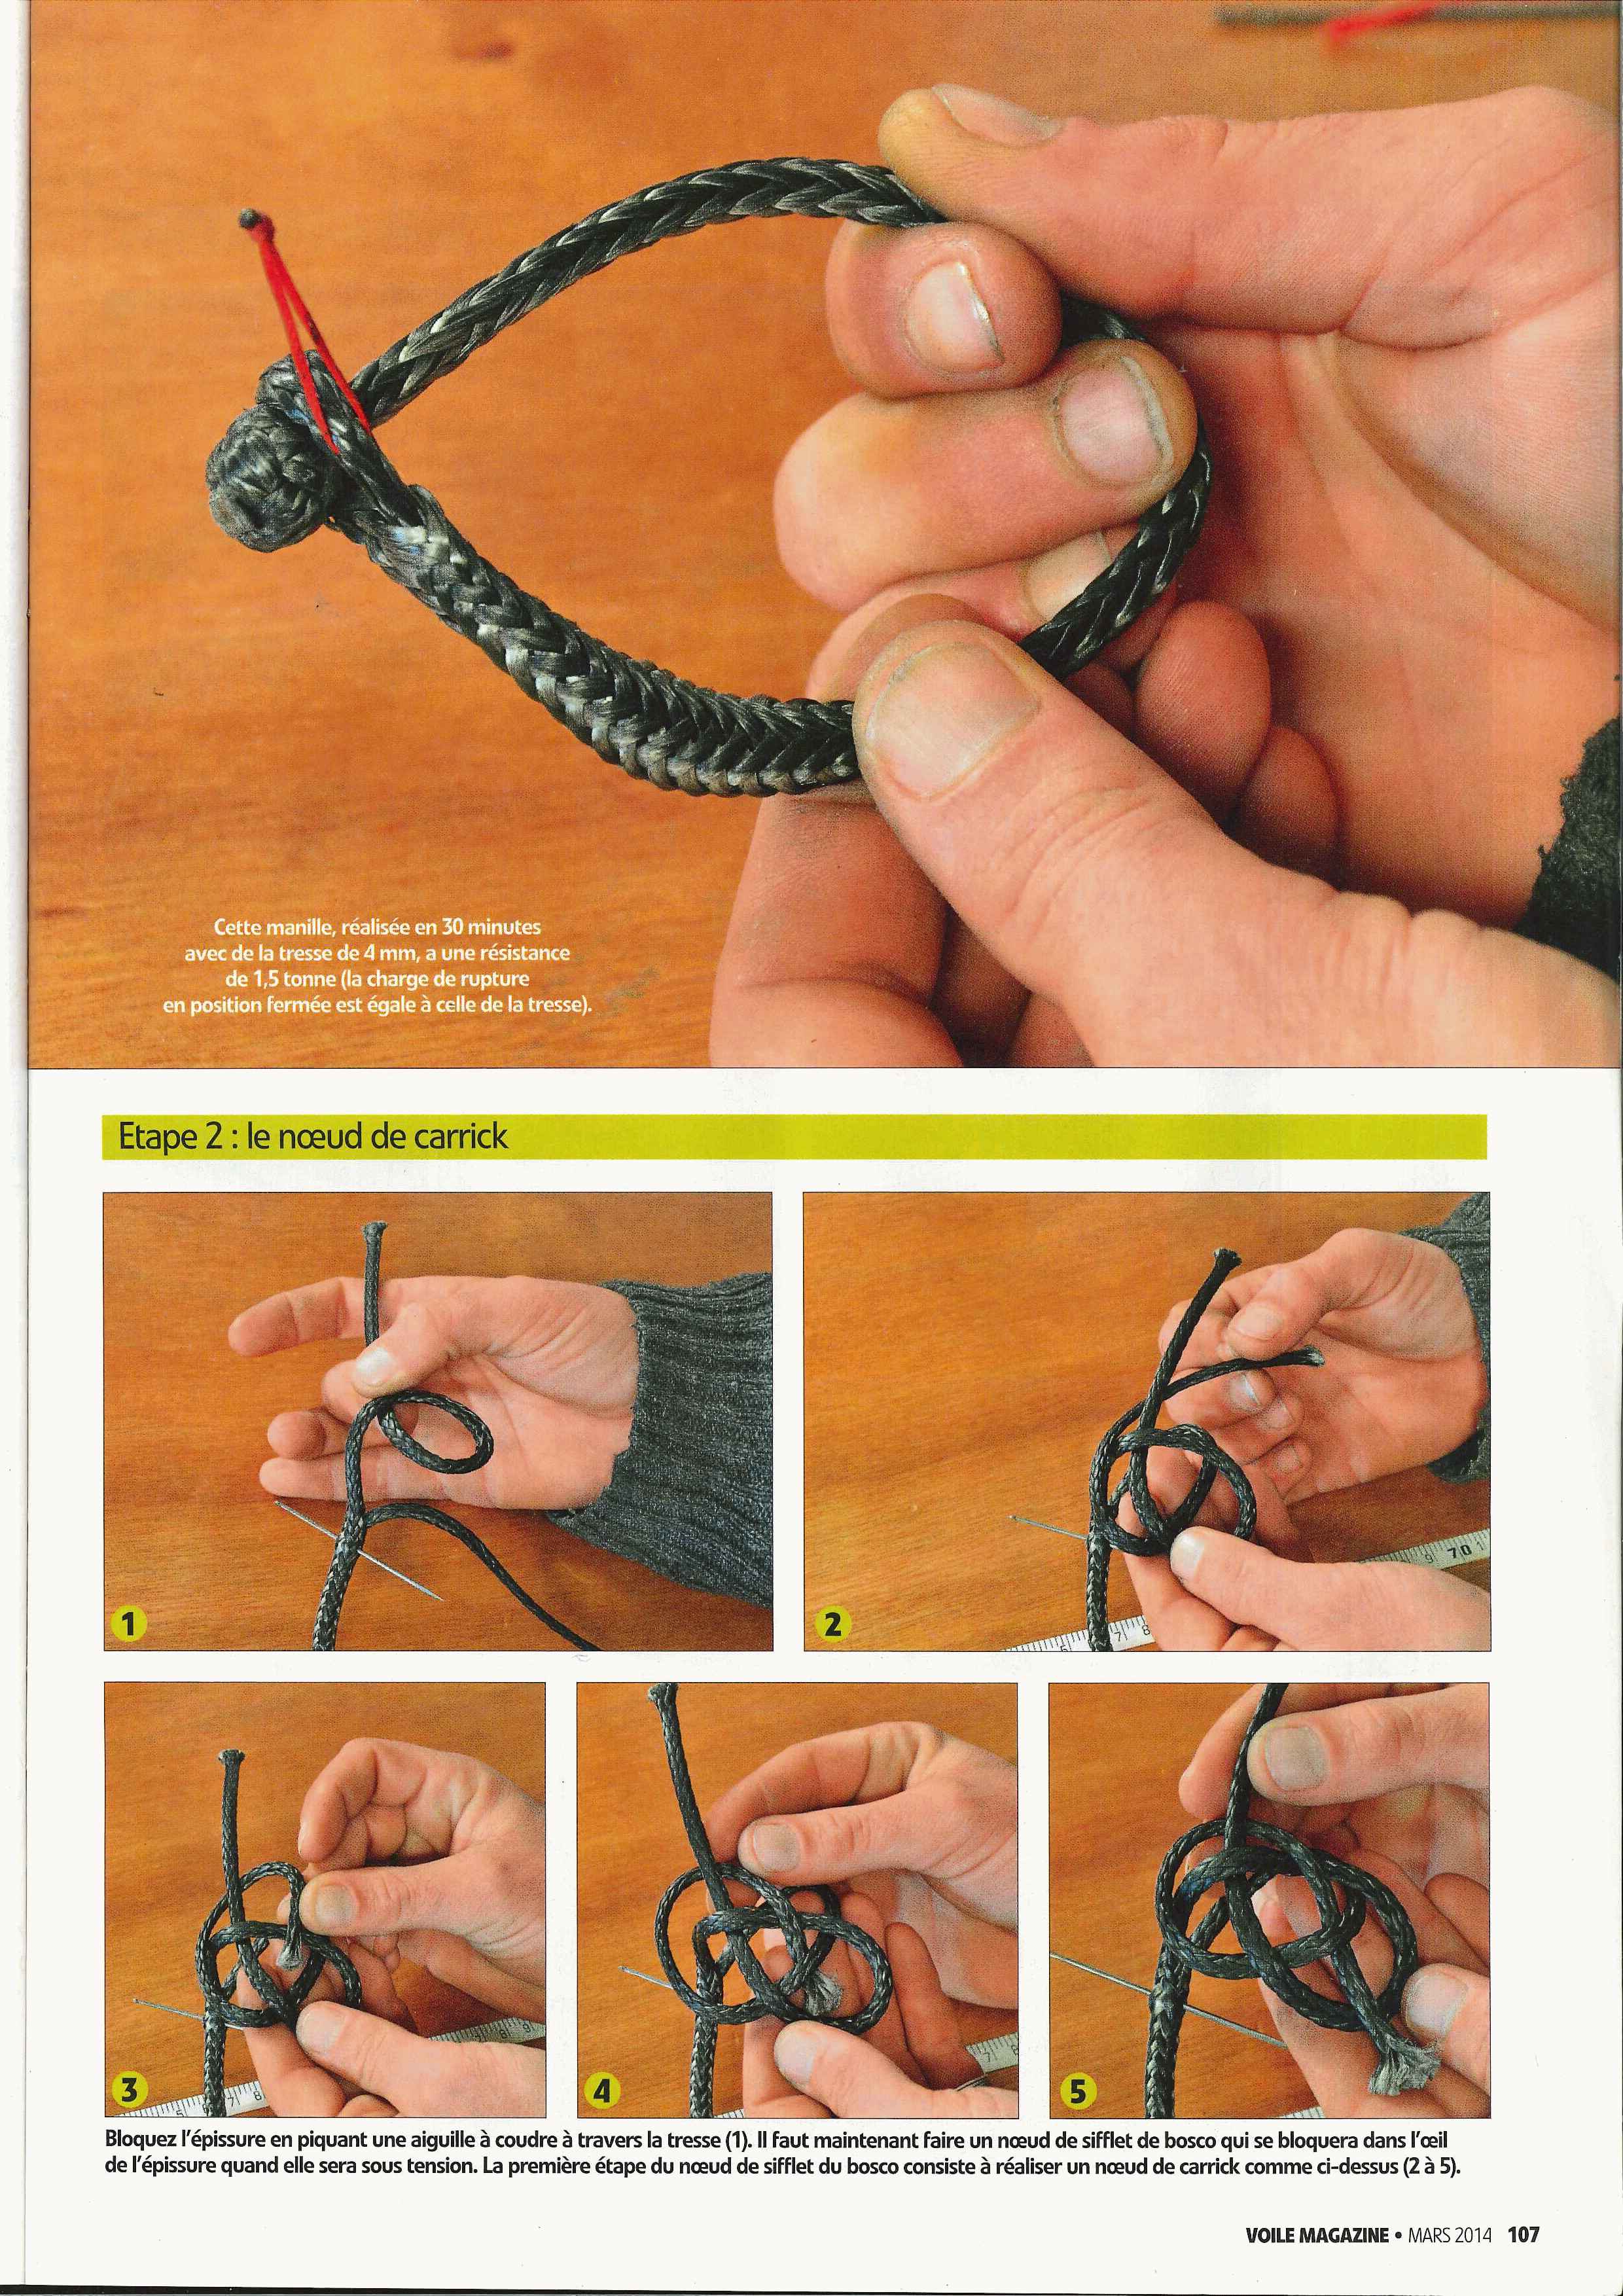 Cette manille, réalisée en 30 minutes
avec de la tresse de 4 mm, a une résistance
de 1,5 tonne (la charge de rupture
en position fermée est égale à celle de la tresse).
Etape 2 : le nœud de carrick
70
7 8
1
2
3
4
5
Bloquez l'épissure en piquant une aiguille à coudre à travers la tresse (1). Il faut maintenant faire un nœud de sifflet de bosco qui se bloquera dans l'œil
de l'épissure quand elle sera sous tension. La première étape du nœud de sifflet du bosco consiste à réaliser un nœud de carrick comme ci-dessus (2 à 5).
VOILE MAGAZINE • MARS 2014 107